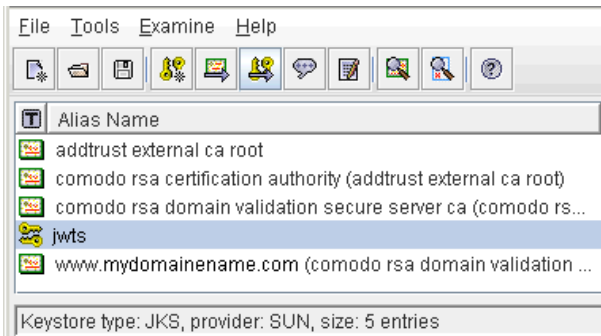 File Tools Examine Help
T Alias Name
addtrust external ca root
comodo rsa certification authority (addtrust external ca root)
comodo rsa domain validation secure server ca (comodo rs...
jwts
www.mydomainename.com (comodo rsa domain validation ...
Keystore type: JKS, provider: SUN, size: 5 entries